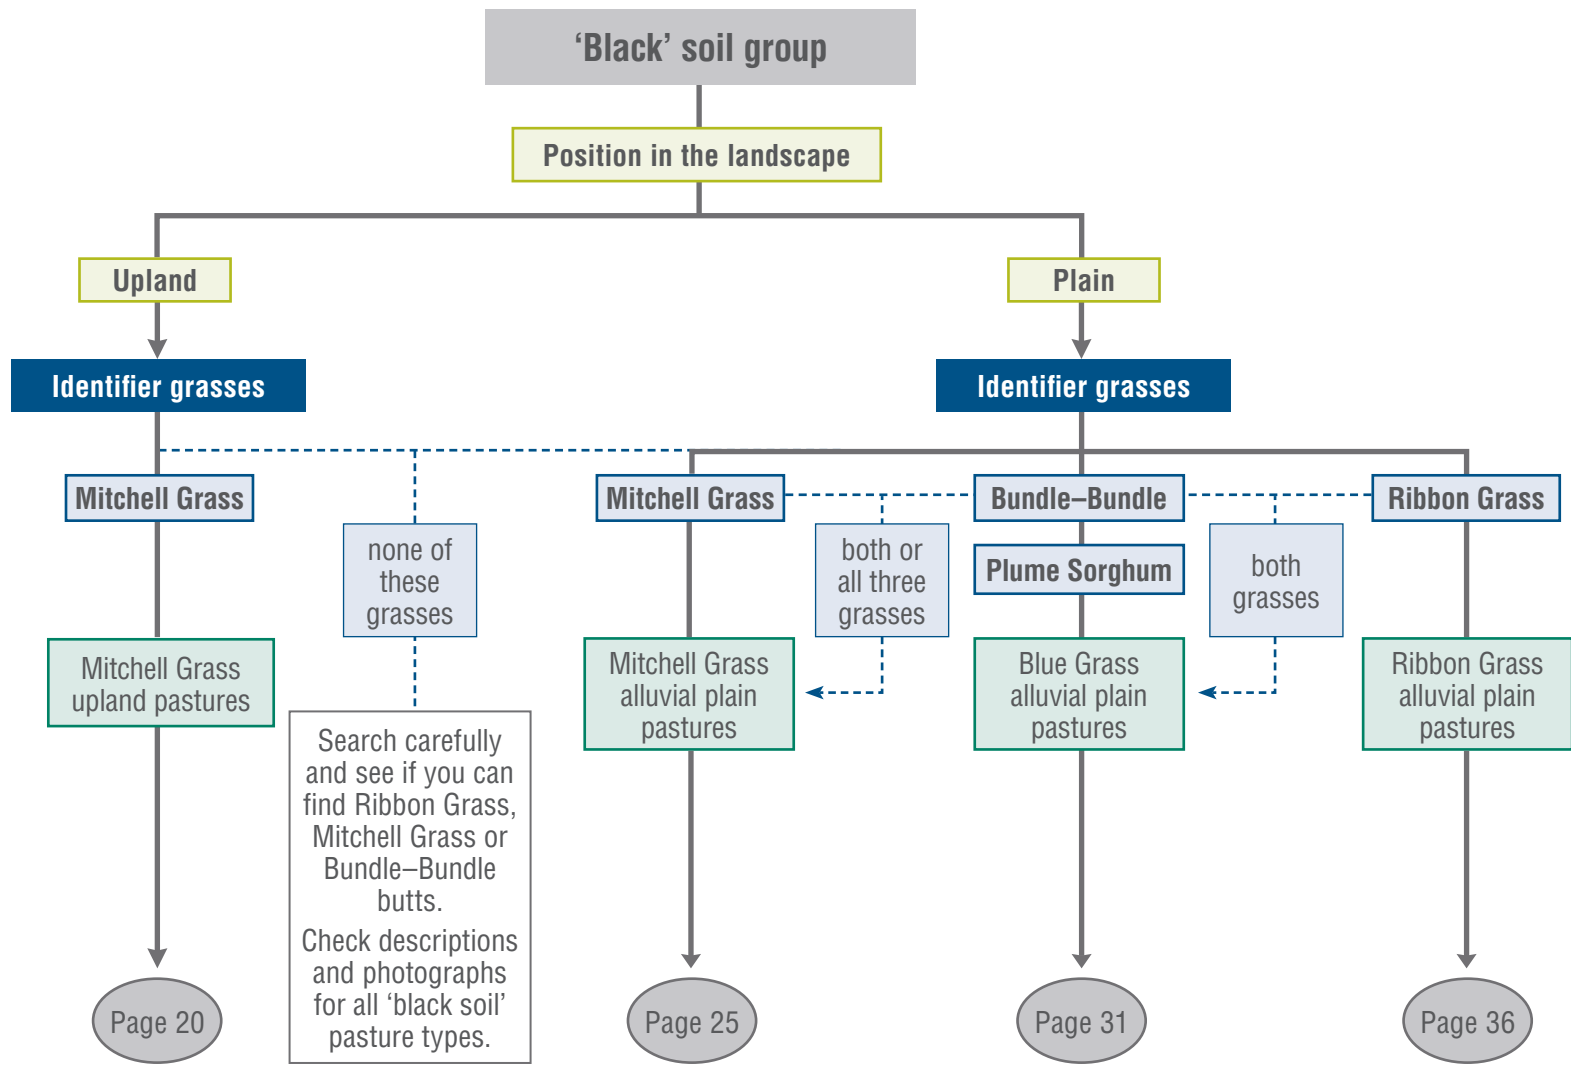 ‘Black’ soil group
Position in the landscape
Upland
Plain
Identifier grasses
Identifier grasses
Mitchell Grass
Mitchell Grass
Bundle–Bundle
Ribbon Grass
none of
these
grasses
both or
all three
grasses
Plume Sorghum
both
grasses
Mitchell Grass
upland pastures
Mitchell Grass
alluvial plain
pastures
Blue Grass
alluvial plain
pastures
Ribbon Grass
alluvial plain
pastures
Search carefully
and see if you can
find Ribbon Grass,
Mitchell Grass or
Bundle–Bundle
butts.
Check descriptions
and photographs
for all ‘black soil’
pasture types.
Page 20
Page 25
Page 31
Page 36